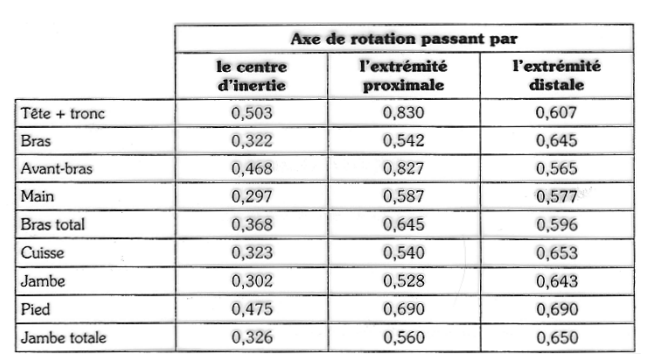 Axe de rotation passant par
le centre d'inertie l'extrémité proximale l'extrémité distale
Tête + tronc 0,503 0,830 0,607
Bras 0,322 0,542 0,645
Avant-bras 0,468 0,827 0,565
Main 0,297 0,587 0,577
Bras total 0,368 0,645 0,596
Cuisse 0,323 0,540 0,653
Jambe 0,302 0,528 0,643
Pied 0,475 0,690 0,690
Jambe totale 0,326 0,560 0,650